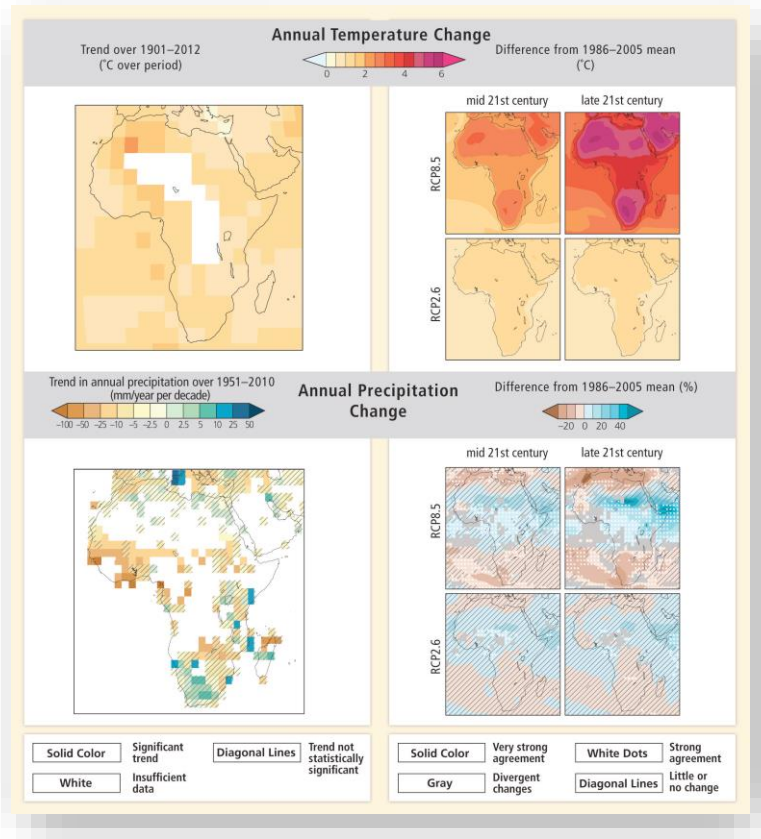 Annual Temperature Change
Trend over 1901–2012
(˚C over period)
0 2 4 6
Difference from 1986–2005 mean
(˚C)
mid 21st century
late 21st century
RCP8.5
RCP2.6
Trend in annual precipitation over 1951–2010
(mm/year per decade)
–100 –50 –25 –10 –5 –2.5 0 2.5 5 10 25 50
Annual Precipitation
Change
Difference from 1986–2005 mean (%)
–20 0 20 40
mid 21st century
late 21st century
RCP8.5
RCP2.6
Solid Color
Significant
trend
Diagonal Lines
Trend not
statistically
significant
White
Insufficient
data
Solid Color
Very strong
agreement
White Dots
Strong
agreement
Gray
Divergent
changes
Diagonal Lines
Little or
no change